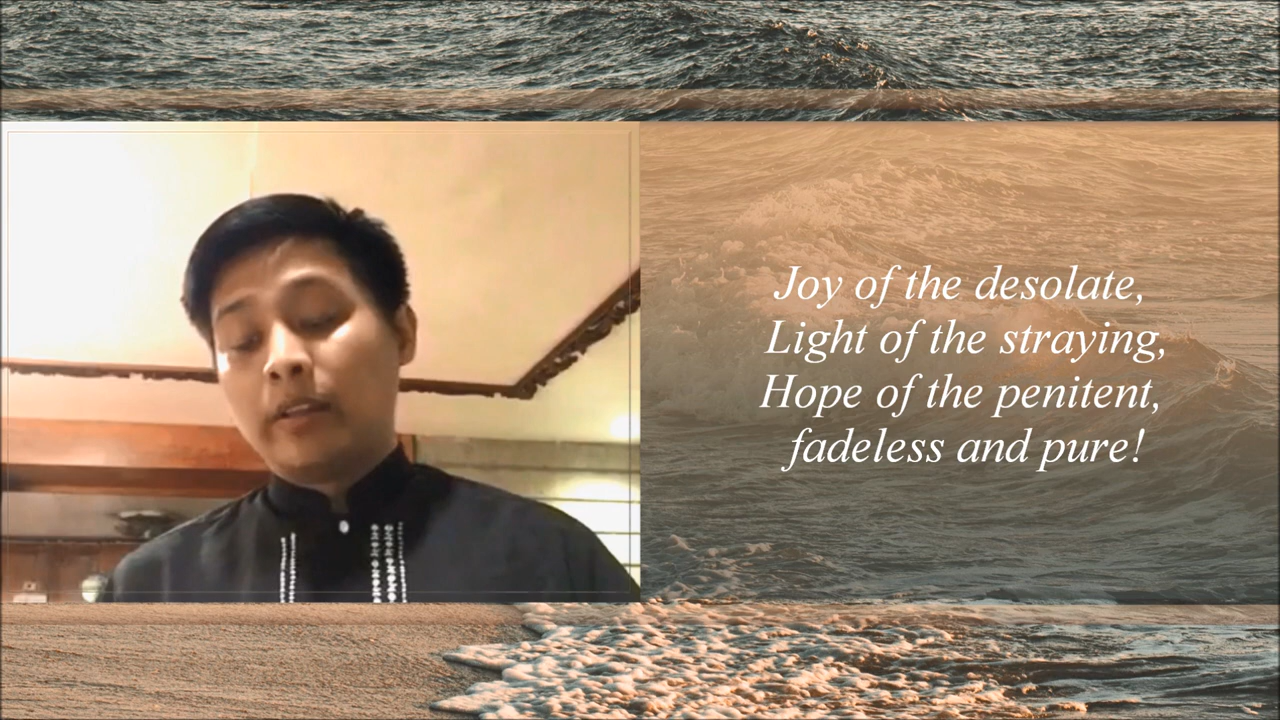 Joy of the desolate,
Light of the straying,
Hope of the penitent,
fadeless and pure!